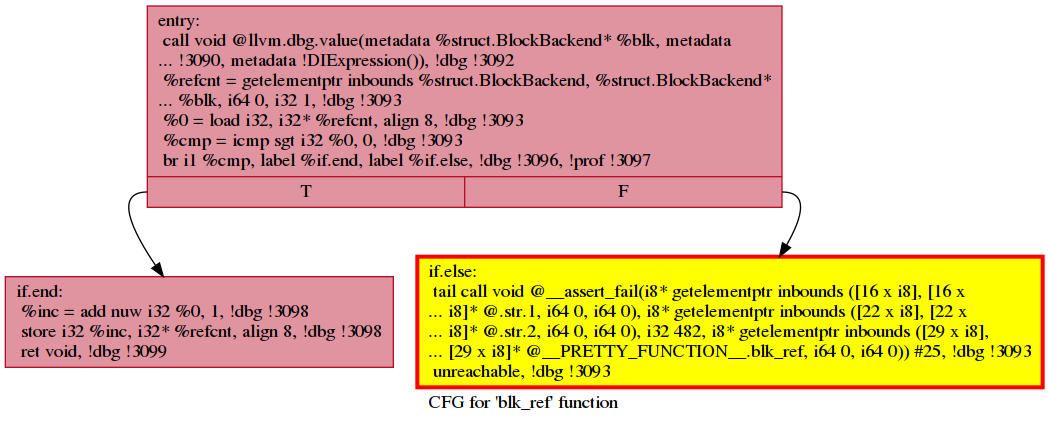 entry:
call void @llvm.dbg.value(metadata %struct.BlockBackend* %blk, metadata
... !3090, metadata !DIExpression()), !dbg !3092
%refcnt = getelementptr inbounds %struct.BlockBackend, %struct.BlockBackend*
... %blk, i64 0, i32 1, !dbg !3093
%0 = load i32, i32* %refcnt, align 8, !dbg !3093
%cmp = icmp sgt i32 %0, 0, !dbg !3093
br i1 %cmp, label %if.end, label %if.else, !dbg !3096, !prof !3097
T F
if.end:
%inc = add nuw i32 %0, 1, !dbg !3098
store i32 %inc, i32* %refcnt, align 8, !dbg !3098
ret void, !dbg !3099
if.else:
tail call void @__assert_fail(i8* getelementptr inbounds ([16 x i8], [16 x
... i8]* @.str.1, i64 0, i64 0), i8* getelementptr inbounds ([22 x i8], [22 x
... i8]* @.str.2, i64 0, i64 0), i32 482, i8* getelementptr inbounds ([29 x i8],
... [29 x i8]* @__PRETTY_FUNCTION__.blk_ref, i64 0, i64 0)) #25, !dbg !3093
unreachable, !dbg !3093
CFG for 'blk_ref' function